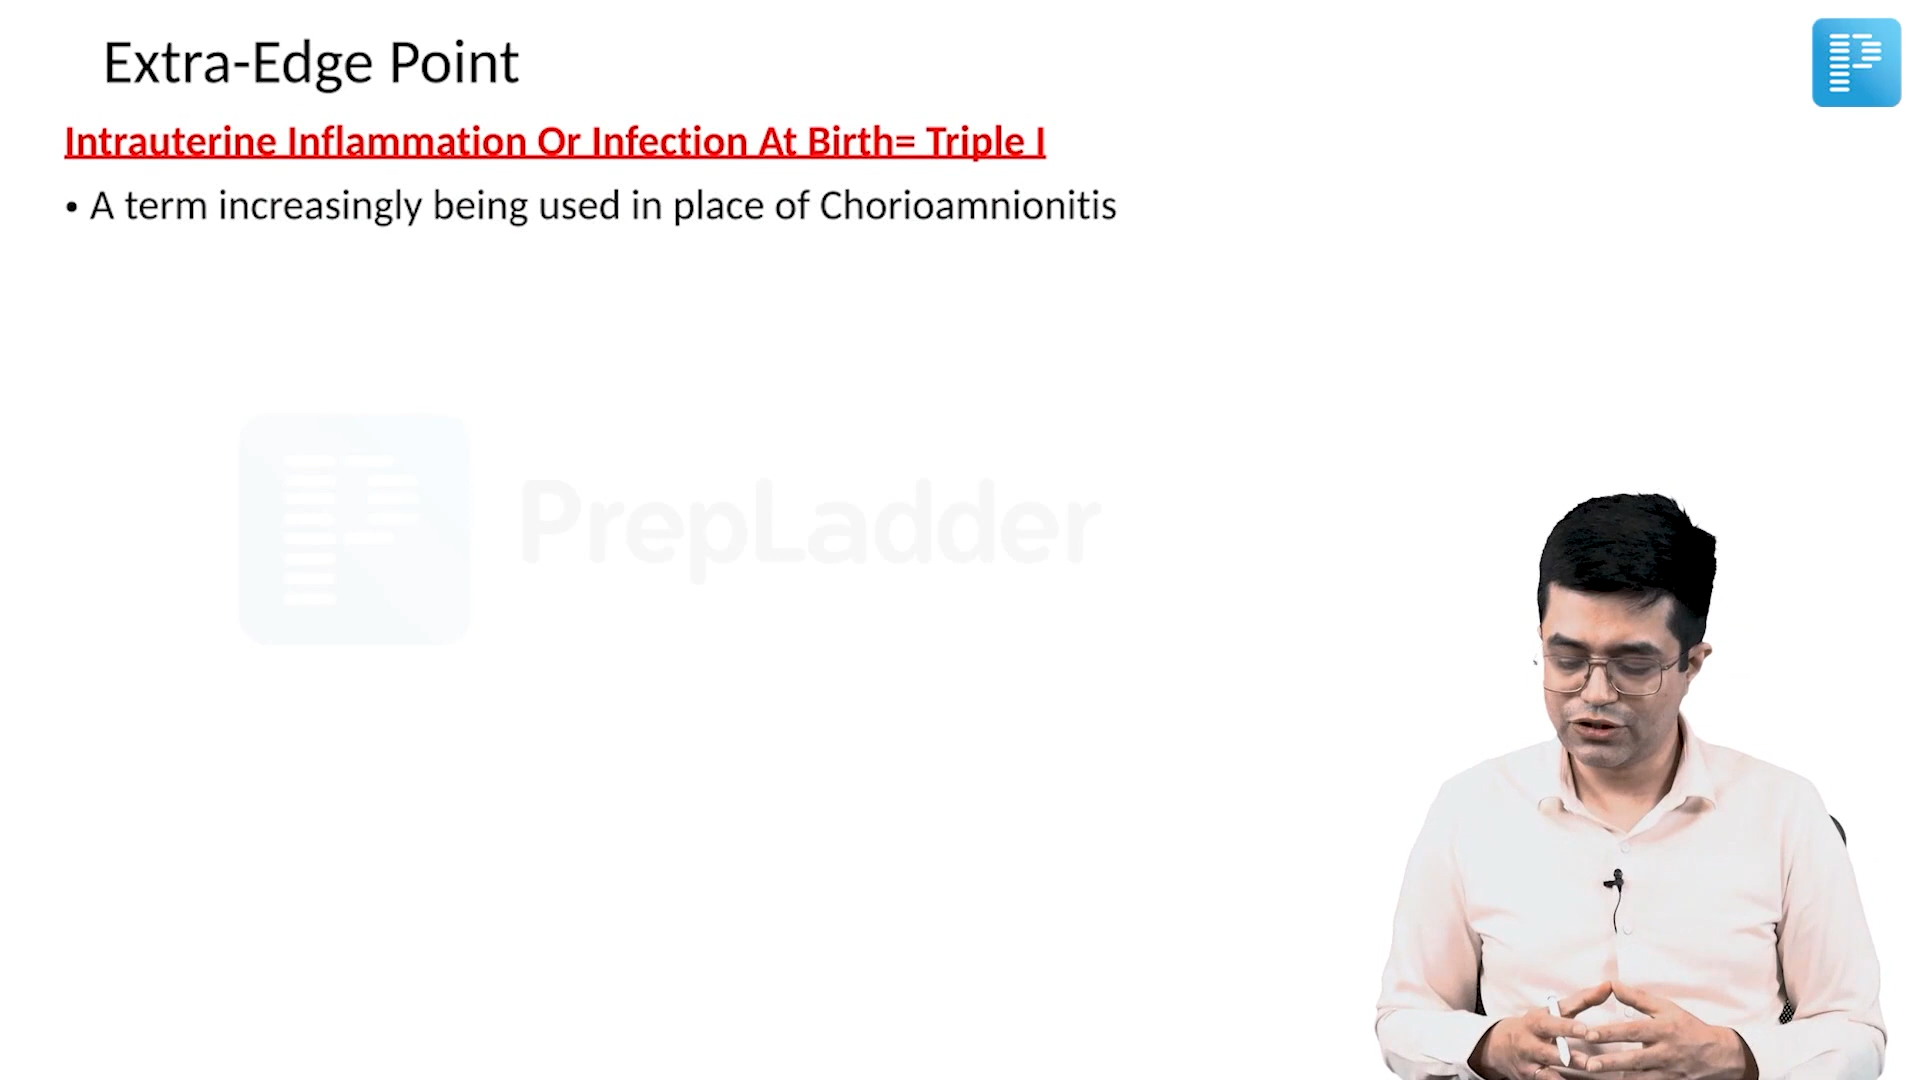 Extra-Edge Point
Intrauterine Inflammation Or Infection At Birth= Triple I
• A term increasingly being used in place of Chorioamnionitis
PrepLadder